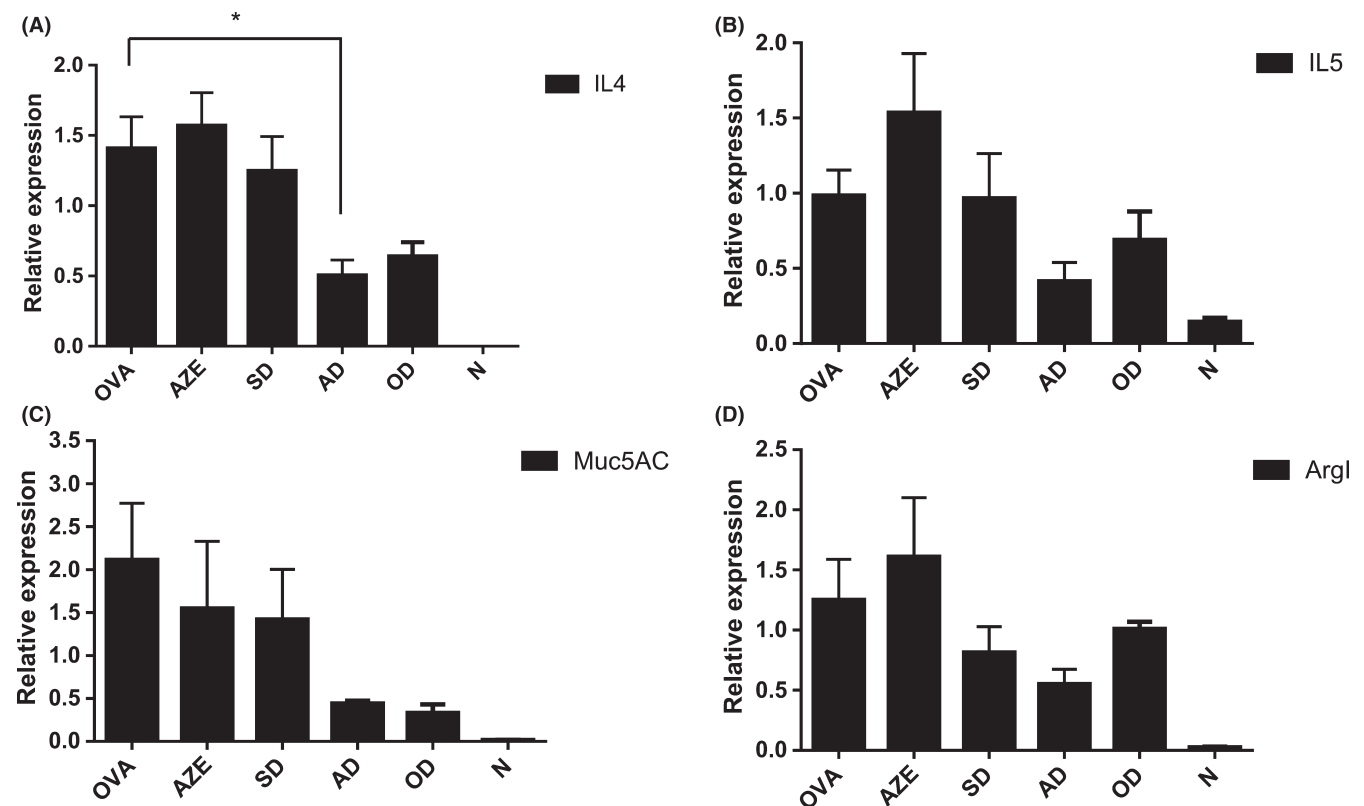 (A)
*
IL4
Relative expression
2.0
1.5
1.0
0.5
0.0
OVA
AZE
SD
AD
OD
N
(B)
IL5
Relative expression
2.0
1.5
1.0
0.5
0.0
OVA
AZE
SD
AD
OD
N
(C)
Muc5AC
Relative expression
3.5
3.0
2.5
2.0
1.5
1.0
0.5
0.0
OVA
AZE
SD
AD
OD
N
(D)
ArgI
Relative expression
2.5
2.0
1.5
1.0
0.5
0.0
OVA
AZE
SD
AD
OD
N